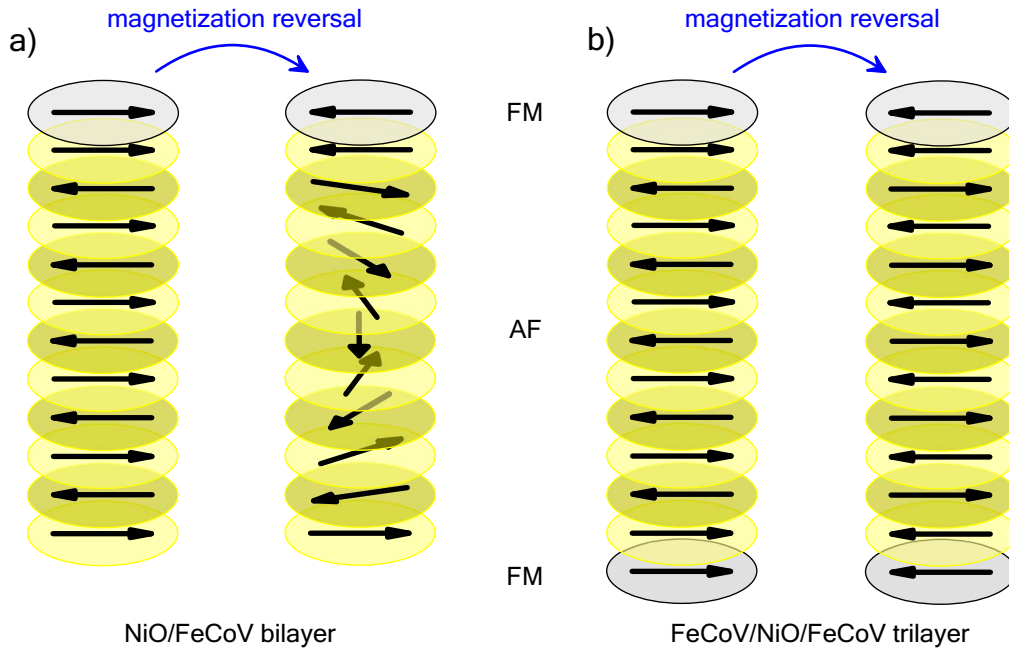 magnetization reversal
magnetization reversal
a)
b)
FM
AF
FM
NiO/FeCoV bilayer
FeCoV/NiO/FeCoV trilayer